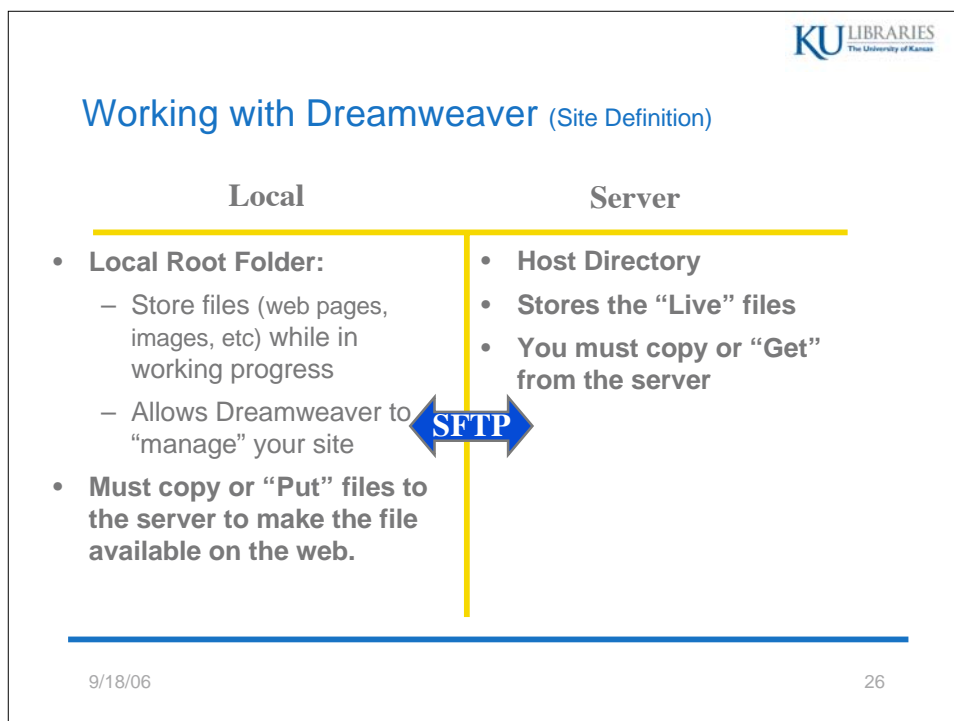 KU LIBRARIES
The University of Kansas
Working with Dreamweaver (Site Definition)
Local
Server
• Local Root Folder:
– Store files (web pages,
images, etc) while in
working progress
– Allows Dreamweaver to
“manage” your site
• Must copy or “Put” files to
the server to make the file
available on the web.
• Host Directory
• Stores the “Live” files
• You must copy or “Get”
from the server
SFTP
9/18/06
26